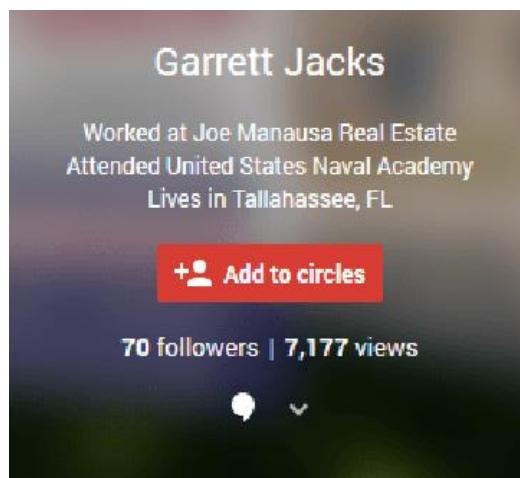 Garrett Jacks
Worked at Joe Manausa Real Estate
Attended United States Naval Academy
Lives in Tallahassee, FL
Add to circles
70 followers | 7,177 views